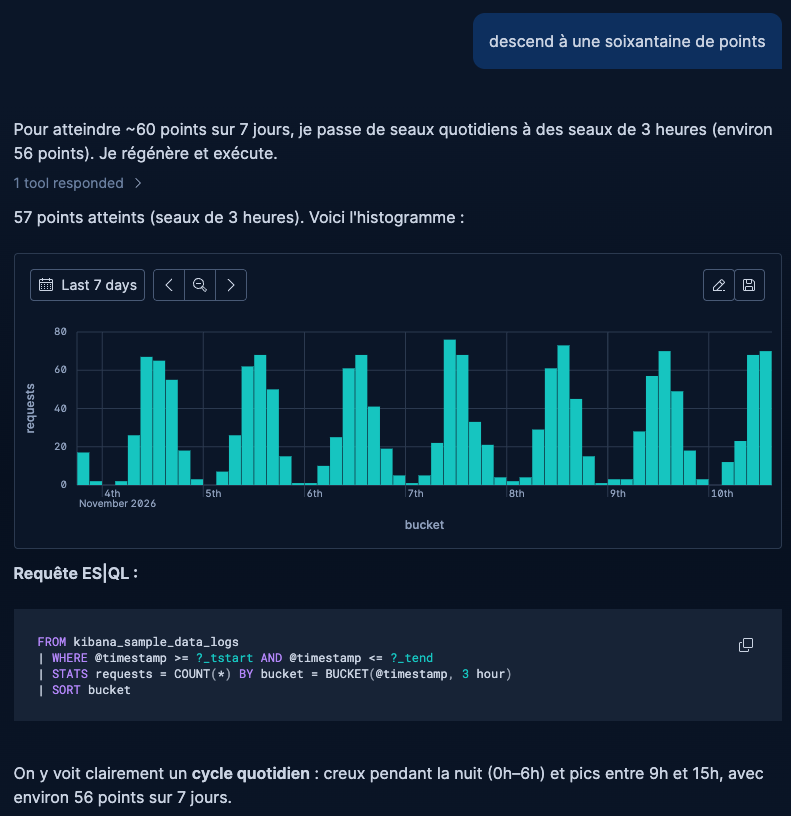 descend à une soixantaine de points
Pour atteindre ~60 points sur 7 jours, je passe de seaux quotidiens à des seaux de 3 heures (environ
56 points). Je régénère et exécute.
1 tool responded
57 points atteints (seaux de 3 heures). Voici l'histogramme :
Last 7 days
80
60
40
20
0
requests
4th
5th
6th
7th
8th
9th
10th
November 2026
bucket
Requête ES|QL :
FROM kibana_sample_data_logs
| WHERE @timestamp >= ?_tstart AND @timestamp <= ?_tend
| STATS requests = COUNT(*) BY bucket = BUCKET(@timestamp, 3 hour)
| SORT bucket
On y voit clairement un cycle quotidien : creux pendant la nuit (0h–6h) et pics entre 9h et 15h, avec
environ 56 points sur 7 jours.